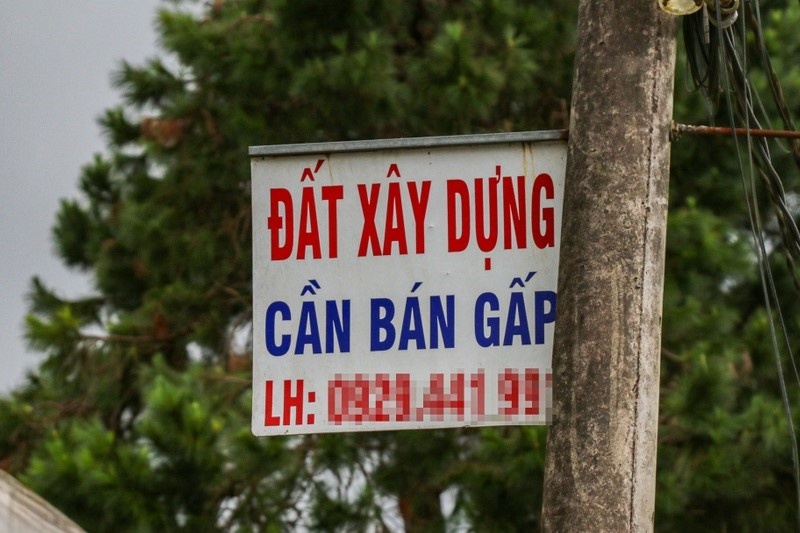 ĐẤT XÂY DỰNG
CẦN BÁN GẤP
LH: